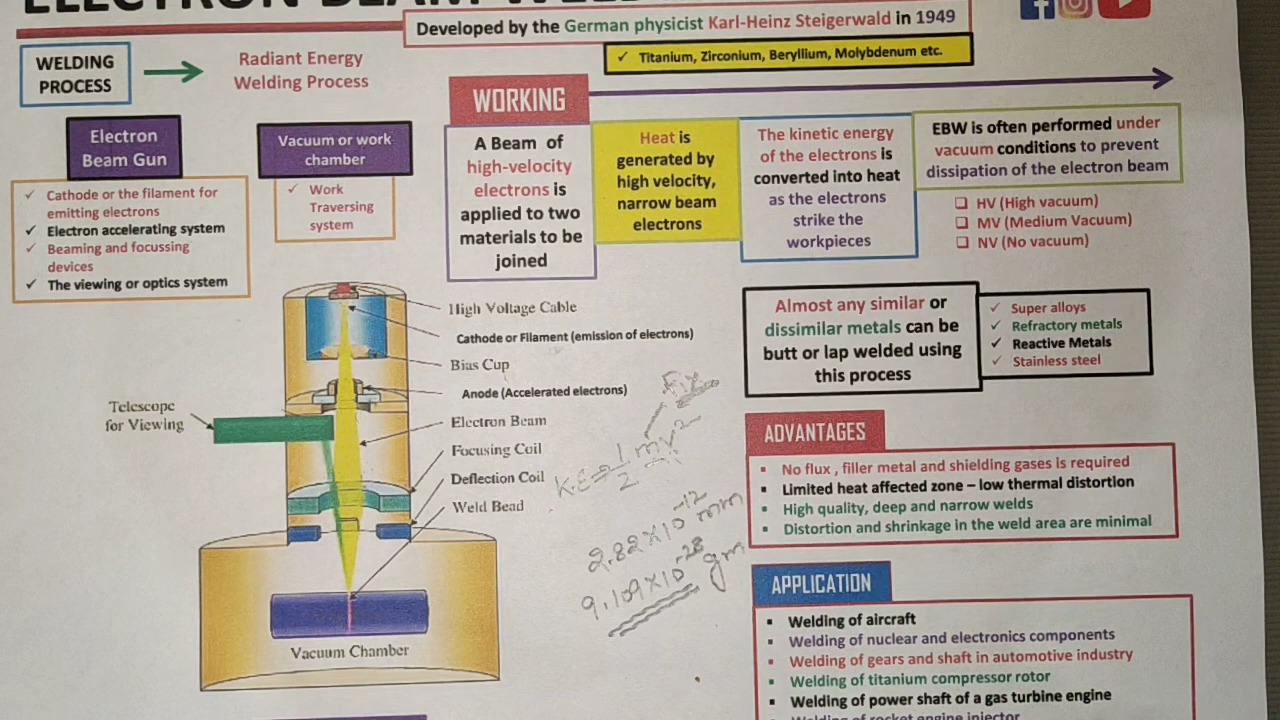 ELECTRON BEAM WELD
Developed by the German physicist Karl-Heinz Steigerwald in 1949
✓ Titanium, Zirconium, Beryllium, Molybdenum etc.
WELDING
PROCESS
Radiant Energy
Welding Process
WORKING
Electron
Beam Gun
✓ Cathode or the filament for
emitting electrons
✓ Electron accelerating system
✓ Beaming and focussing
devices
✓ The viewing or optics system
Vacuum or work
chamber
✓ Work
Traversing
system
A Beam of
high-velocity
electrons is
applied to two
materials to be
joined
Heat is
generated by
high velocity,
narrow beam
electrons
The kinetic energy
of the electrons is
converted into heat
as the electrons
strike the
workpieces
EBW is often performed under
vacuum conditions to prevent
dissipation of the electron beam
❑ HV (High vacuum)
❑ MV (Medium Vacuum)
❑ NV (No vacuum)
High Voltage Cable
Cathode or Filament (emission of electrons)
Bias Cup
Anode (Accelerated electrons)
Telescope
for Viewing
Electron Beam
Focusing Coil
Deflection Coil
Weld Bead
Vacuum Chamber
K.E = 1/2 mv²
2.82×10⁻¹² mm
9.109×10⁻²⁸ gm
Almost any similar or
dissimilar metals can be
butt or lap welded using
this process
✓ Super alloys
✓ Refractory metals
✓ Reactive Metals
✓ Stainless steel
ADVANTAGES
▪ No flux , filler metal and shielding gases is required
▪ Limited heat affected zone – low thermal distortion
▪ High quality, deep and narrow welds
▪ Distortion and shrinkage in the weld area are minimal
APPLICATION
▪ Welding of aircraft
▪ Welding of nuclear and electronics components
▪ Welding of gears and shaft in automotive industry
▪ Welding of titanium compressor rotor
▪ Welding of power shaft of a gas turbine engine
Welding of rocket engine injector